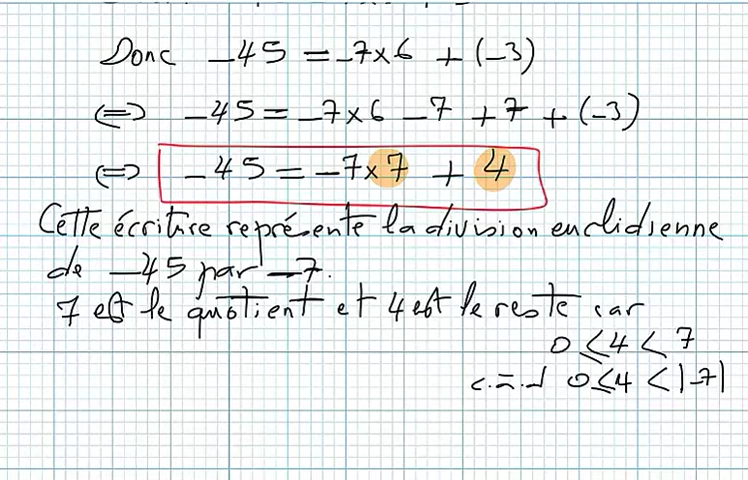 Donc -45 = -7×6 + (-3)
⟺ -45 = -7×6 -7 +7 + (-3)
⟺ -45 = -7×7 + 4
Cette écriture représente la division euclidienne
de -45 par -7.
7 est le quotient et 4 est le reste car
0 ≤ 4 < 7
c.à.d 0 ≤ 4 < |-7|